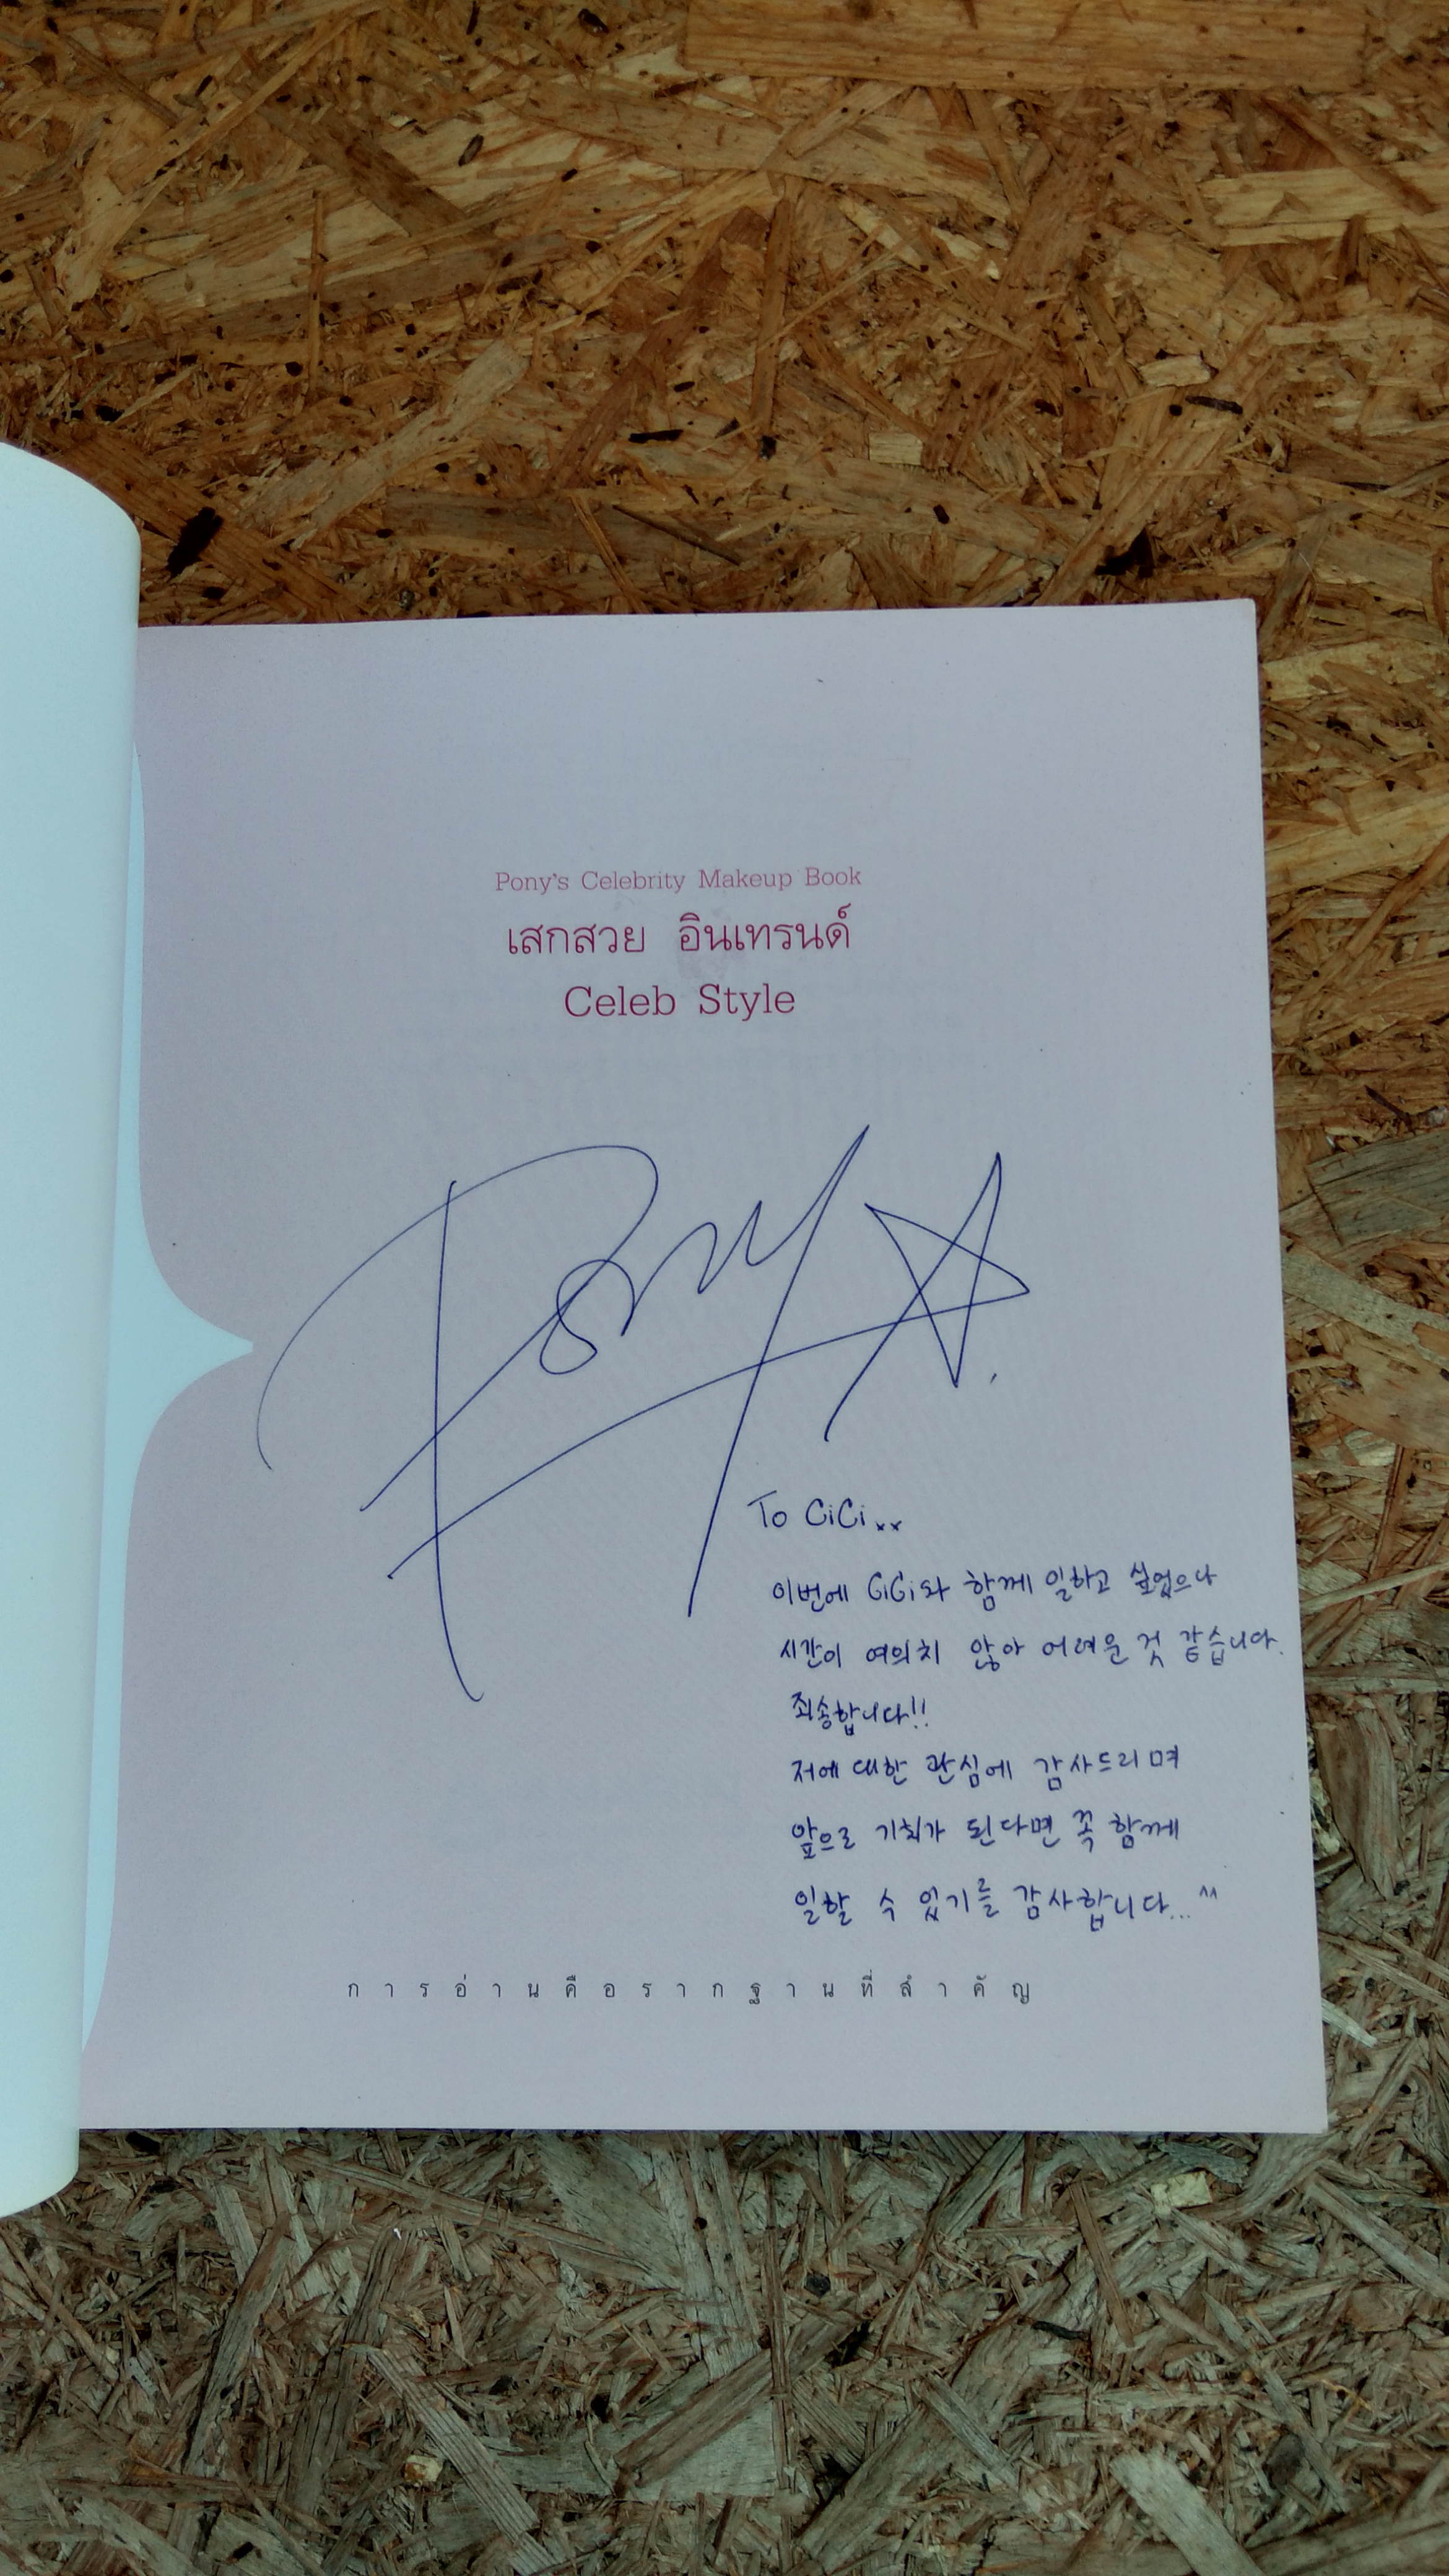 Pony's Celebrity Makeup Book
เสกสวย อินเทรนด์
Celeb Style
Pony
To CiCi..
이번에 CiCi와 함께 일하고 싶었으나
시간이 여의치 않아 어려운 것 같습니다.
죄송합니다!!
저에 대한 관심에 감사드리며
앞으로 기회가 된다면 꼭 함께
일할 수 있기를 감사합니다... ^^
การอ่านคือรากฐานที่สำคัญ